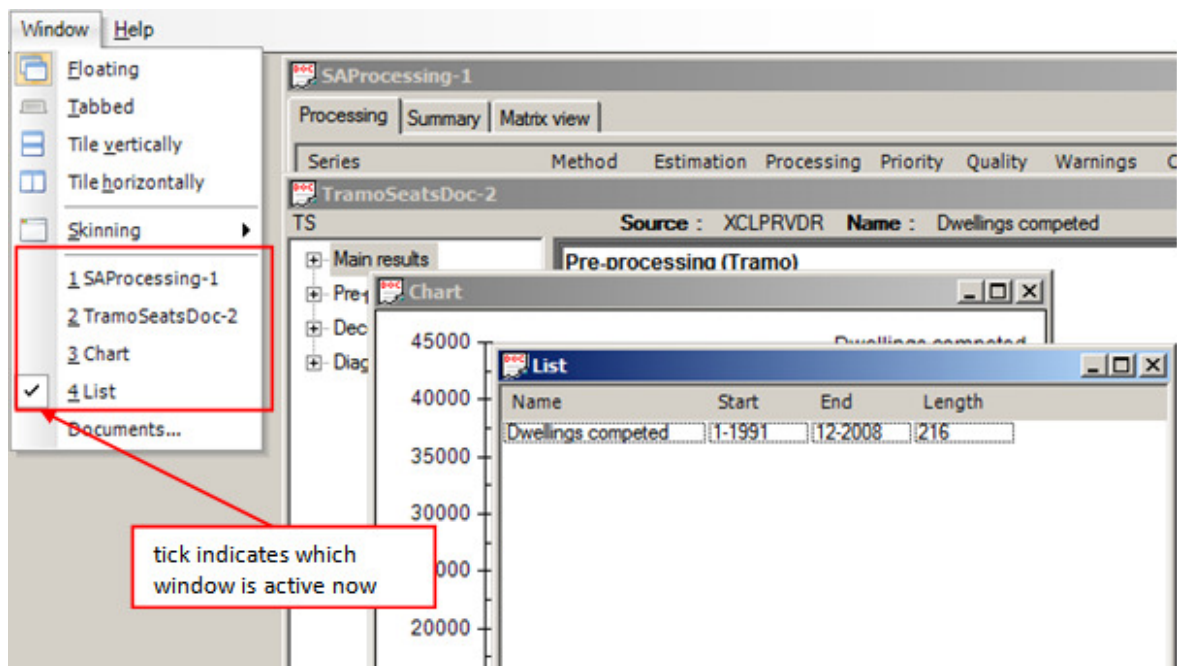 Window Help
Floating
Tabbed
Tile vertically
Tile horizontally
Skinning
1 SAProcessing-1
2 TramoSeatsDoc-2
3 Chart
4 List
Documents...
tick indicates which
window is active now
SAProcessing-1
Processing Summary Matrix view
Series Method Estimation Processing Priority Quality Warnings
TramoSeatsDoc-2
TS Source : XCLPRVDR Name : Dwellings competed
Main results
Pre-processing (Tramo)
Chart
45000
Dwellings competed
40000
35000
30000
20000
List
Name Start End Length
Dwellings competed 1-1991 12-2008 216